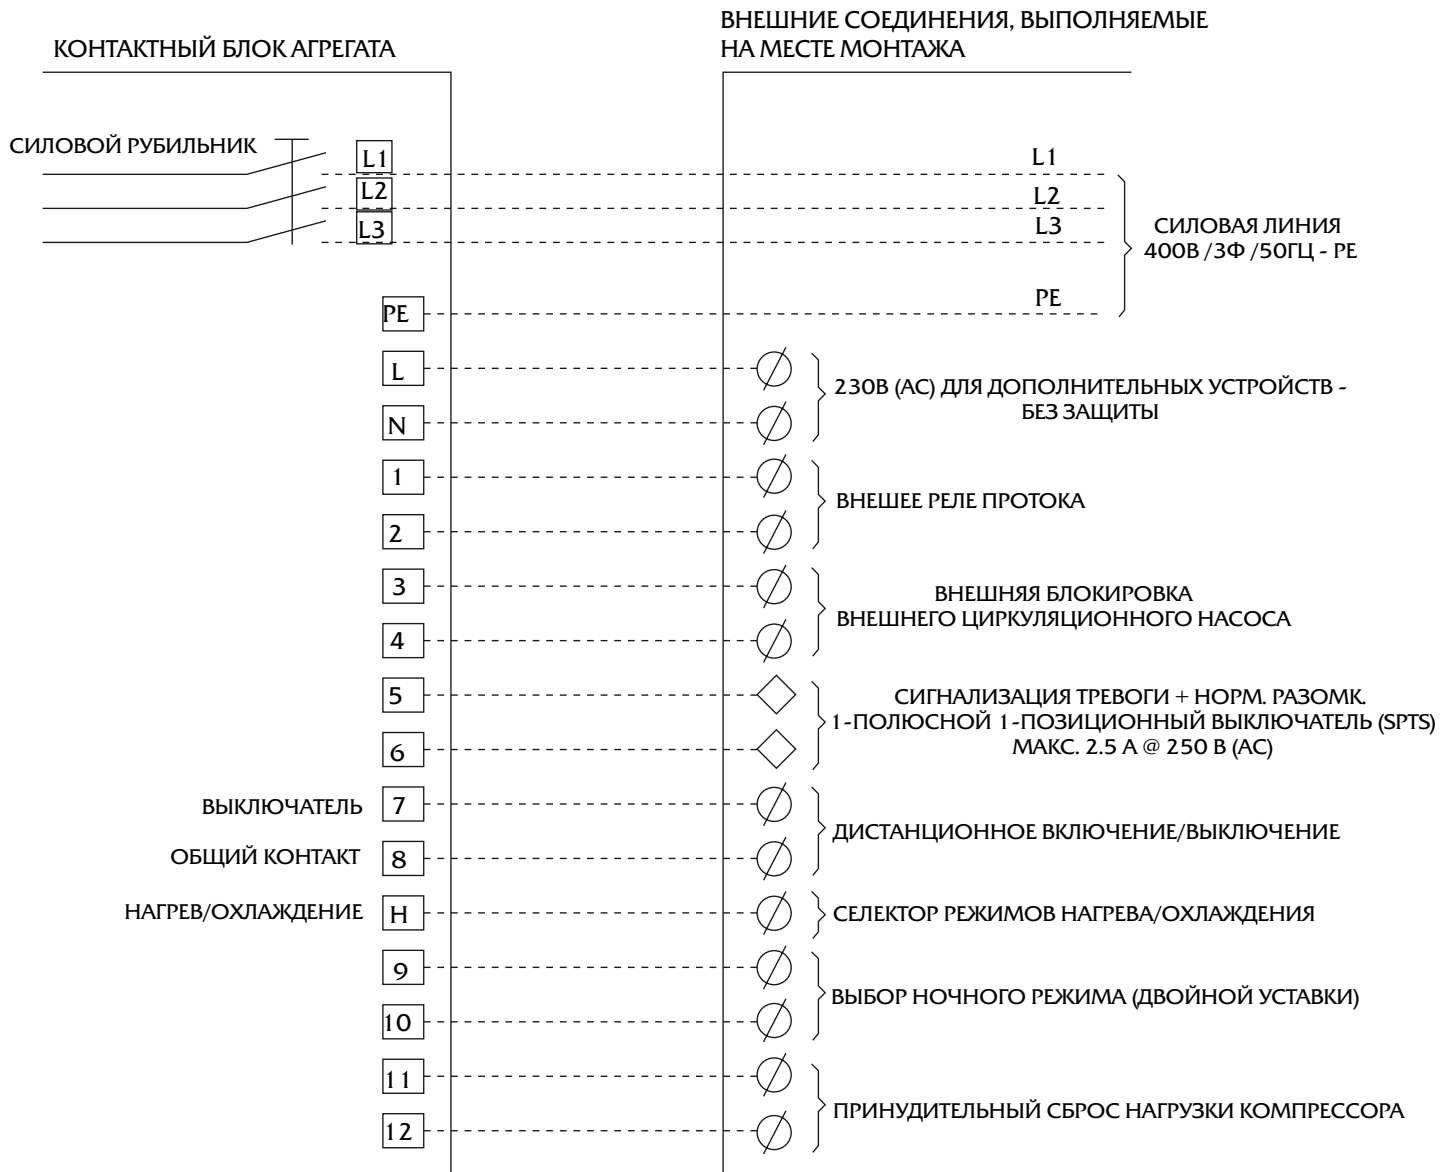 КОНТАКТНЫЙ БЛОК АГРЕГАТА
ВНЕШНИЕ СОЕДИНЕНИЯ, ВЫПОЛНЯЕМЫЕ
НА МЕСТЕ МОНТАЖА
СИЛОВОЙ РУБИЛЬНИК
L1
L1
L2
L2
L3
L3
СИЛОВАЯ ЛИНИЯ
400В /3Ф /50ГЦ - PE
PE
PE
L
N
230В (AC) ДЛЯ ДОПОЛНИТЕЛЬНЫХ УСТРОЙСТВ -
БЕЗ ЗАЩИТЫ
1
2
ВНЕШЕЕ РЕЛЕ ПРОТОКА
3
4
ВНЕШНЯЯ БЛОКИРОВКА
ВНЕШНЕГО ЦИРКУЛЯЦИОННОГО НАСОСА
5
6
СИГНАЛИЗАЦИЯ ТРЕВОГИ + НОРМ. РАЗОМК.
1-ПОЛЮСНОЙ 1-ПОЗИЦИОННЫЙ ВЫКЛЮЧАТЕЛЬ (SPTS)
МАКС. 2.5 А @ 250 В (AC)
ВЫКЛЮЧАТЕЛЬ 7
ОБЩИЙ КОНТАКТ 8
ДИСТАНЦИОННОЕ ВКЛЮЧЕНИЕ/ВЫКЛЮЧЕНИЕ
НАГРЕВ/ОХЛАЖДЕНИЕ H
СЕЛЕКТОР РЕЖИМОВ НАГРЕВА/ОХЛАЖДЕНИЯ
9
10
ВЫБОР НОЧНОГО РЕЖИМА (ДВОЙНОЙ УСТАВКИ)
11
12
ПРИНУДИТЕЛЬНЫЙ СБРОС НАГРУЗКИ КОМПРЕССОРА